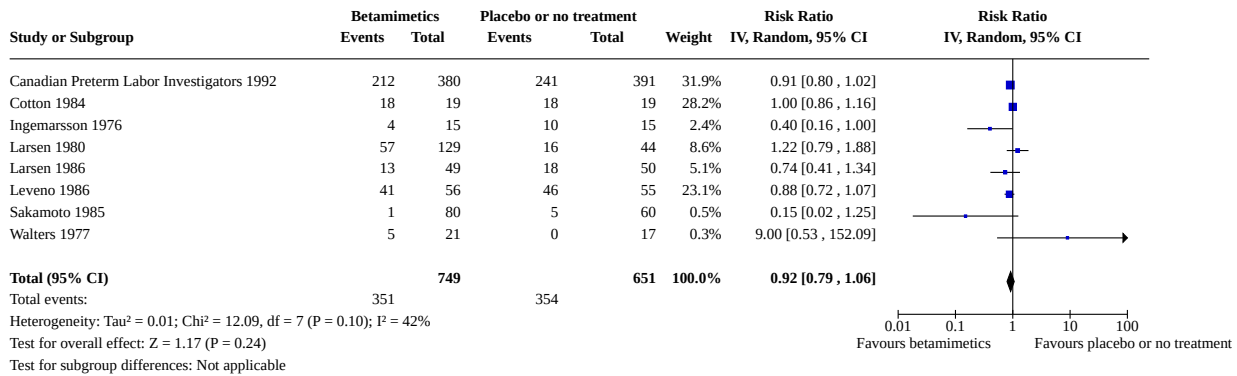 Betamimetics Placebo or no treatment Risk Ratio Risk Ratio
Study or Subgroup Events Total Events Total Weight IV, Random, 95% CI IV, Random, 95% CI
Canadian Preterm Labor Investigators 1992 212 380 241 391 31.9% 0.91 [0.80 , 1.02]
Cotton 1984 18 19 18 19 28.2% 1.00 [0.86 , 1.16]
Ingemarsson 1976 4 15 10 15 2.4% 0.40 [0.16 , 1.00]
Larsen 1980 57 129 16 44 8.6% 1.22 [0.79 , 1.88]
Larsen 1986 13 49 18 50 5.1% 0.74 [0.41 , 1.34]
Leveno 1986 41 56 46 55 23.1% 0.88 [0.72 , 1.07]
Sakamoto 1985 1 80 5 60 0.5% 0.15 [0.02 , 1.25]
Walters 1977 5 21 0 17 0.3% 9.00 [0.53 , 152.09]
Total (95% CI) 749 651 100.0% 0.92 [0.79 , 1.06]
Total events: 351 354
Heterogeneity: Tau² = 0.01; Chi² = 12.09, df = 7 (P = 0.10); I² = 42%
0.01 0.1 1 10 100
Test for overall effect: Z = 1.17 (P = 0.24) Favours betamimetics Favours placebo or no treatment
Test for subgroup differences: Not applicable